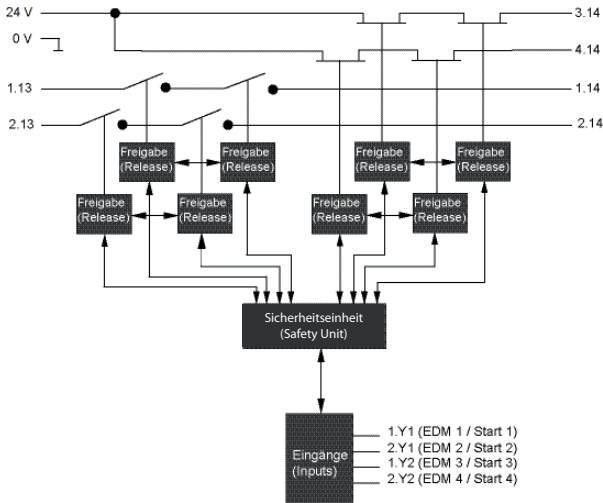 24 V
3.14
0 V
4.14
1.13
1.14
2.13
2.14
Freigabe
(Release)
Freigabe
(Release)
Freigabe
(Release)
Freigabe
(Release)
Freigabe
(Release)
Freigabe
(Release)
Freigabe
(Release)
Freigabe
(Release)
Sicherheitseinheit
(Safety Unit)
Eingänge
(Inputs)
1.Y1 (EDM 1 / Start 1)
2.Y1 (EDM 2 / Start 2)
1.Y2 (EDM 3 / Start 3)
2.Y2 (EDM 4 / Start 4)